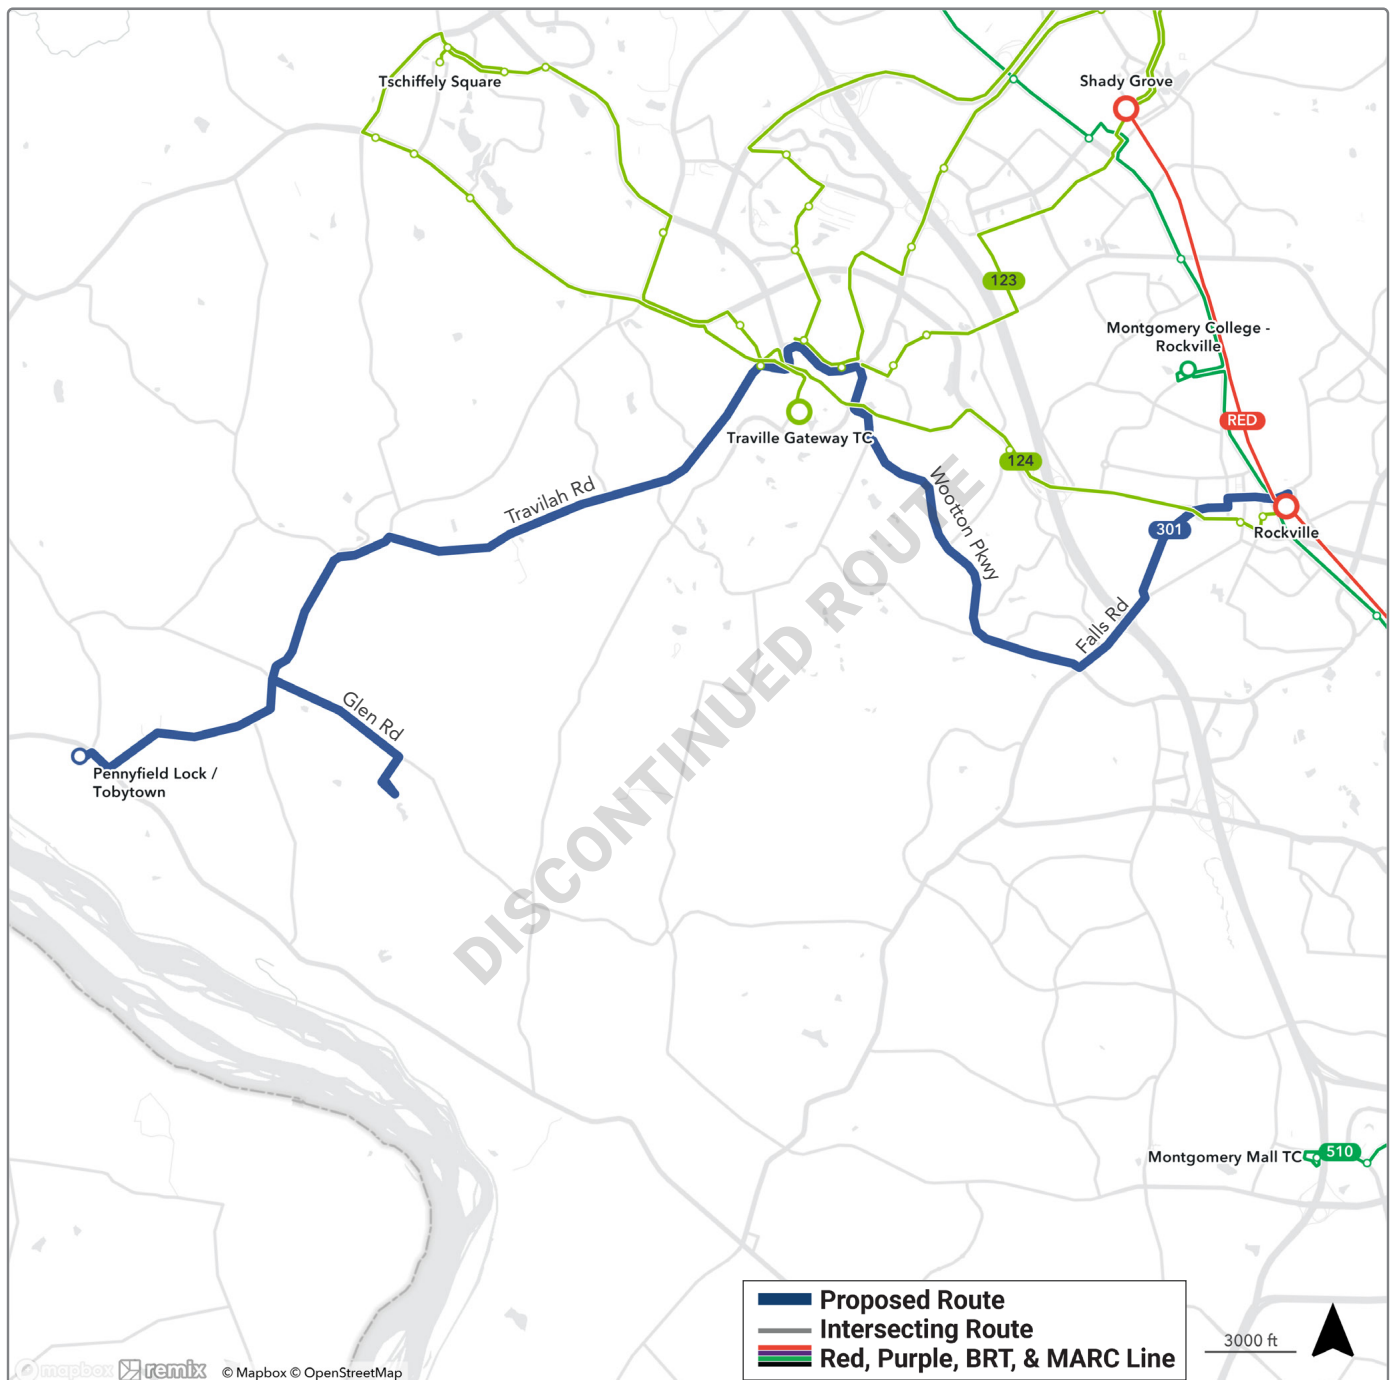 Tschiffely Square
Shady Grove
123
Montgomery College -
Rockville
RED
Traville Gateway TC
124
Travilah Rd
Wootton Pkwy
301
Rockville
Falls Rd
Glen Rd
Pennyfield Lock /
Tobytown
DISCONTINUED ROUTE
Montgomery Mall TC
510
Proposed Route
Intersecting Route
Red, Purple, BRT, & MARC Line
3000 ft
mapbox
remix
© Mapbox © OpenStreetMap